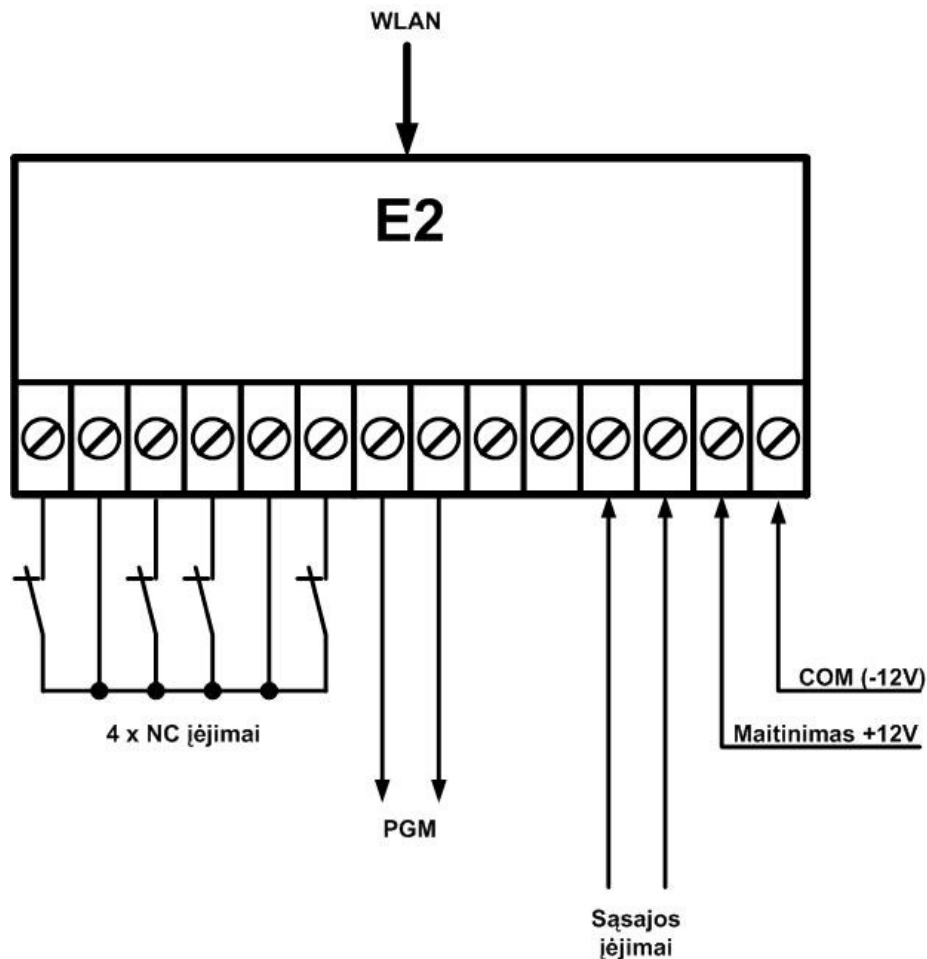 WLAN
E2
COM (-12V)
4 x NC įėjimai
Maitinimas +12V
PGM
Sąsajos
įėjimai